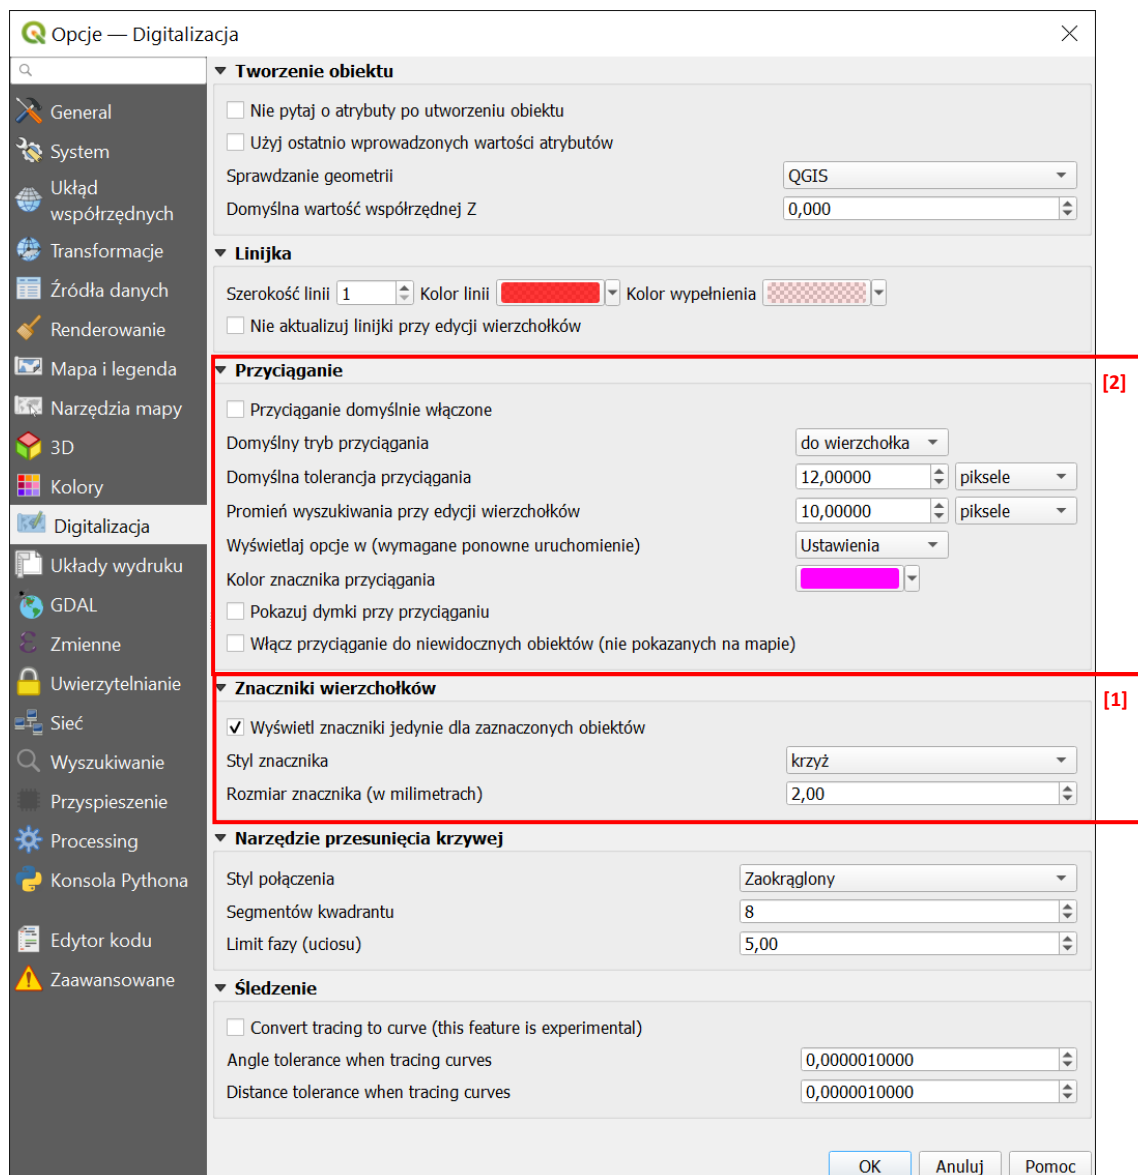 Opcje — Digitalizacja
General
System
Układ
współrzędnych
Transformacje
Źródła danych
Renderowanie
Mapa i legenda
Narzędzia mapy
3D
Kolory
Digitalizacja
Układy wydruku
GDAL
Zmienne
Uwierzytelnianie
Sieć
Wyszukiwanie
Przyspieszenie
Processing
Konsola Pythona
Edytor kodu
Zaawansowane
Tworzenie obiektu
Nie pytaj o atrybuty po utworzeniu obiektu
Użyj ostatnio wprowadzonych wartości atrybutów
Sprawdzanie geometrii QGIS
Domyślna wartość współrzędnej Z 0,000
Linijka
Szerokość linii 1 Kolor linii Kolor wypełnienia
Nie aktualizuj linijki przy edycji wierzchołków
Przyciąganie
[2]
Przyciąganie domyślnie włączone
Domyślny tryb przyciągania do wierzchołka
Domyślna tolerancja przyciągania 12,00000 piksele
Promień wyszukiwania przy edycji wierzchołków 10,00000 piksele
Wyświetlaj opcje w (wymagane ponowne uruchomienie) Ustawienia
Kolor znacznika przyciągania
Pokazuj dymki przy przyciąganiu
Włącz przyciąganie do niewidocznych obiektów (nie pokazanych na mapie)
Znaczniki wierzchołków
[1]
Wyświetl znaczniki jedynie dla zaznaczonych obiektów
Styl znacznika krzyż
Rozmiar znacznika (w milimetrach) 2,00
Narzędzie przesunięcia krzywej
Styl połączenia Zaokrąglony
Segmentów kwadrantu 8
Limit fazy (uciosu) 5,00
Śledzenie
Convert tracing to curve (this feature is experimental)
Angle tolerance when tracing curves 0,0000010000
Distance tolerance when tracing curves 0,0000010000
OK Anuluj Pomoc